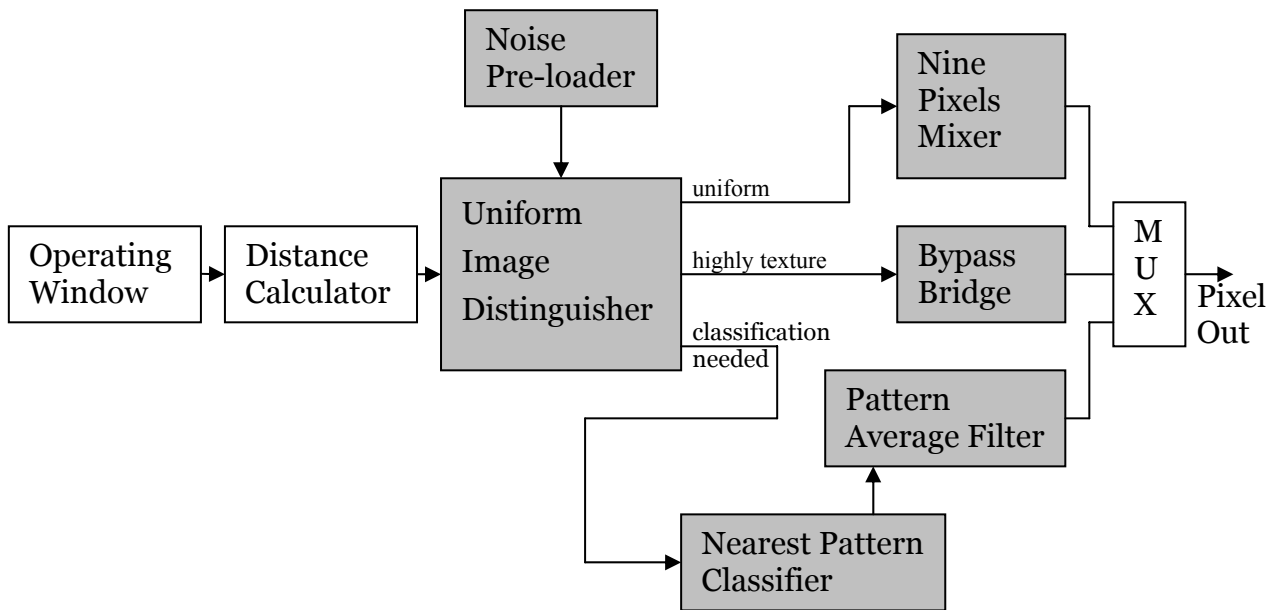 Noise
Pre-loader
Nine
Pixels
Mixer
uniform
Uniform
Image
Distinguisher
Operating
Window
Distance
Calculator
highly texture
Bypass
Bridge
M
U
X
Pixel
Out
classification
needed
Pattern
Average Filter
Nearest Pattern
Classifier